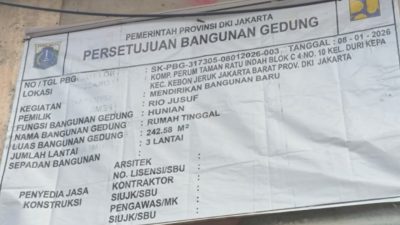 PEMERINTAH PROVINSI DKI JAKARTA
PERSETUJUAN BANGUNAN GEDUNG
NO / TGL PBG : SK-PBG-317305-06012026-003 TANGGAL : 08 - 01 - 2026
LOKASI : KOMP. PERUM TAMAN RATU INDAH BLOK C 4 NO. 10 KEL. DURI KEPA
KEC. KEBON JERUK JAKARTA BARAT PROV. DKI JAKARTA
KEGIATAN : MENDIRIKAN BANGUNAN BARU
PEMILIK : RIO JUSUF
FUNGSI BANGUNAN GEDUNG : HUNIAN
NAMA BANGUNAN GEDUNG : RUMAH TINGGAL
LUAS BANGUNAN GEDUNG : 242.58 M²
JUMLAH LANTAI : 3 LANTAI
SEPADAN BANGUNAN :
PENYEDIA JASA KONSTRUKSI
ARSITEK :
NO. LISENSI/SBU :
KONTRAKTOR :
SIUJK/SBU :
PENGAWAS/MK :
SIUJK/SBU :